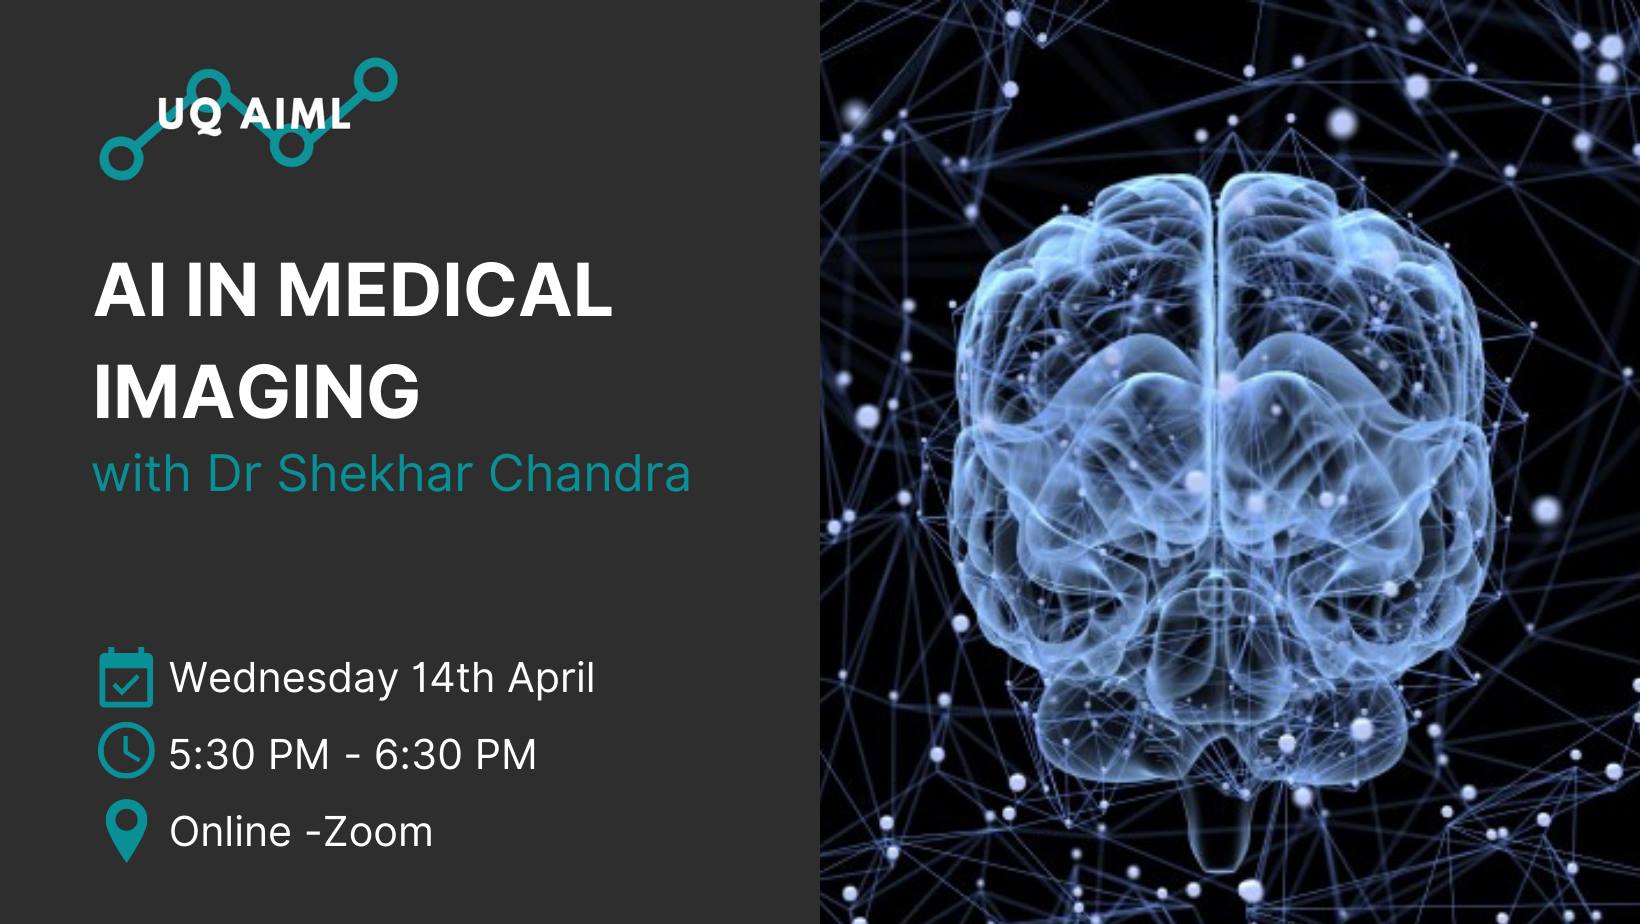 UQ AIML
AI IN MEDICAL
IMAGING
with Dr Shekhar Chandra
Wednesday 14th April
5:30 PM - 6:30 PM
Online -Zoom